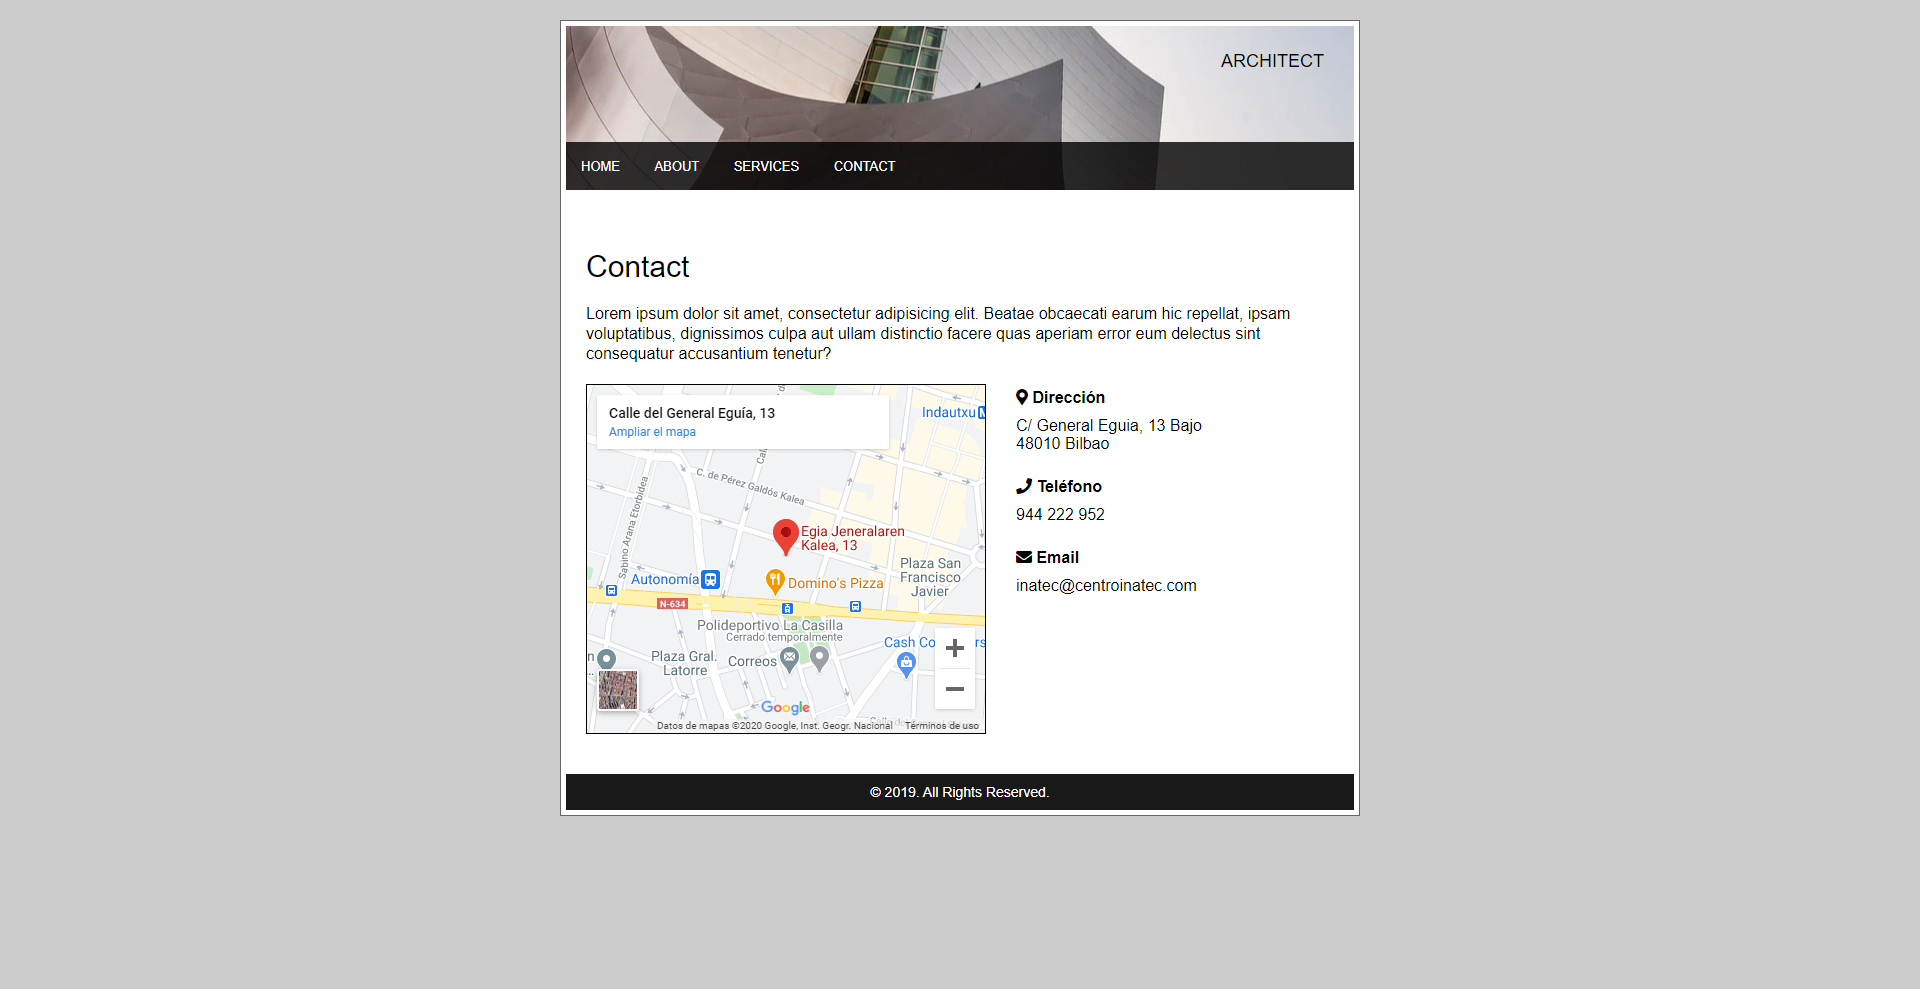 ARCHITECT
HOME ABOUT SERVICES CONTACT
Contact
Lorem ipsum dolor sit amet, consectetur adipisicing elit. Beatae obcaecati earum hic repellat, ipsam
voluptatibus, dignissimos culpa aut ullam distinctio facere quas aperiam error eum delectus sint
consequatur accusantium tenetur?
Calle del General Eguía, 13
Ampliar el mapa
Indautxu
C. de Pérez Galdós Kalea
Sabino Arana Etorbidea
Egia Jeneralaren
Kalea, 13
Plaza San
Francisco
Javier
Autonomía
Domino's Pizza
N-634
Polideportivo La Casilla
Cerrado temporalmente
Cash
Plaza Gral.
Latorre
Correos
Google
Datos de mapas ©2020 Google, Inst. Geogr. Nacional
Términos de uso
Dirección
C/ General Eguia, 13 Bajo
48010 Bilbao
Teléfono
944 222 952
Email
inatec@centroinatec.com
© 2019. All Rights Reserved.